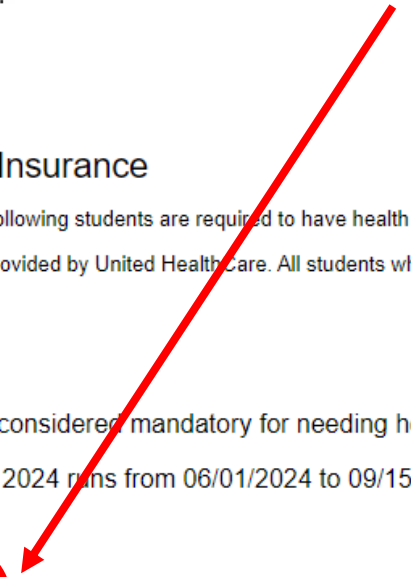 Insurance
ollowing students are required to have health
ovided by United HealthCare. All students wh
considered mandatory for needing he
2024 runs from 06/01/2024 to 09/15